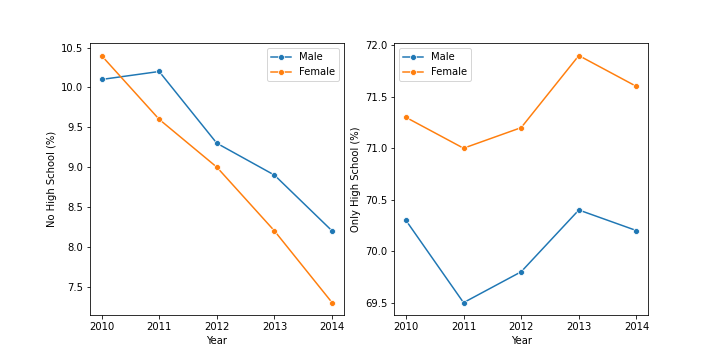 Male
Female
No High School (%)
10.5
10.0
9.5
9.0
8.5
8.0
7.5
2010
2011
2012
2013
2014
Year
Male
Female
Only High School (%)
72.0
71.5
71.0
70.5
70.0
69.5
2010
2011
2012
2013
2014
Year